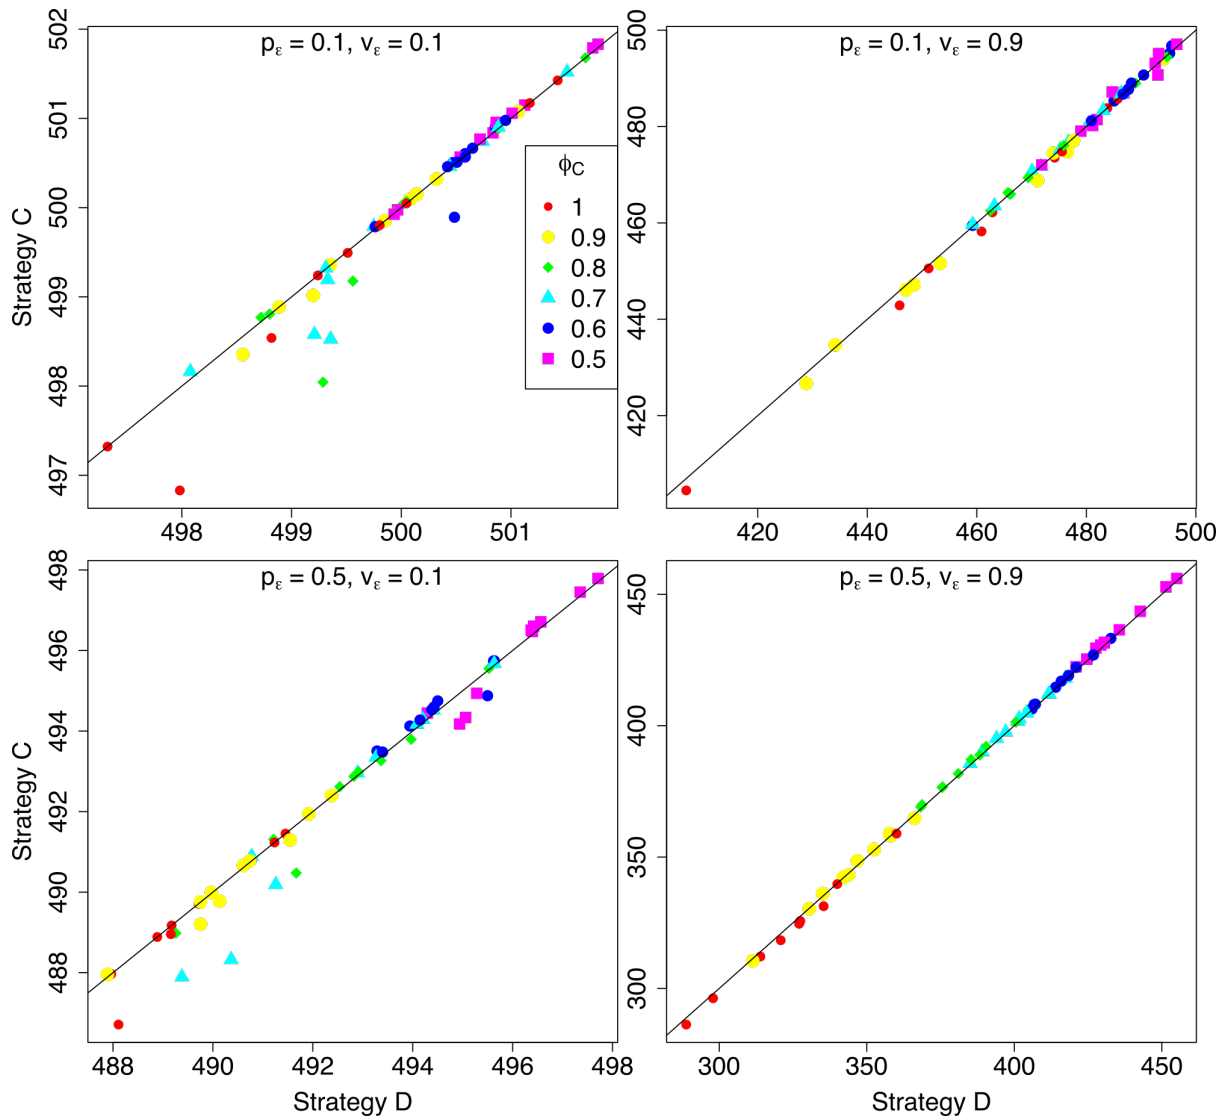 pε = 0.1, vε = 0.1
Strategy C
502
501
500
499
498
497
498 499 500 501
ϕC
1
0.9
0.8
0.7
0.6
0.5
pε = 0.1, vε = 0.9
500
480
460
440
420
420 440 460 480 500
pε = 0.5, vε = 0.1
Strategy C
498
496
494
492
490
488
488 490 492 494 496 498
Strategy D
pε = 0.5, vε = 0.9
450
400
350
300
300 350 400 450
Strategy D